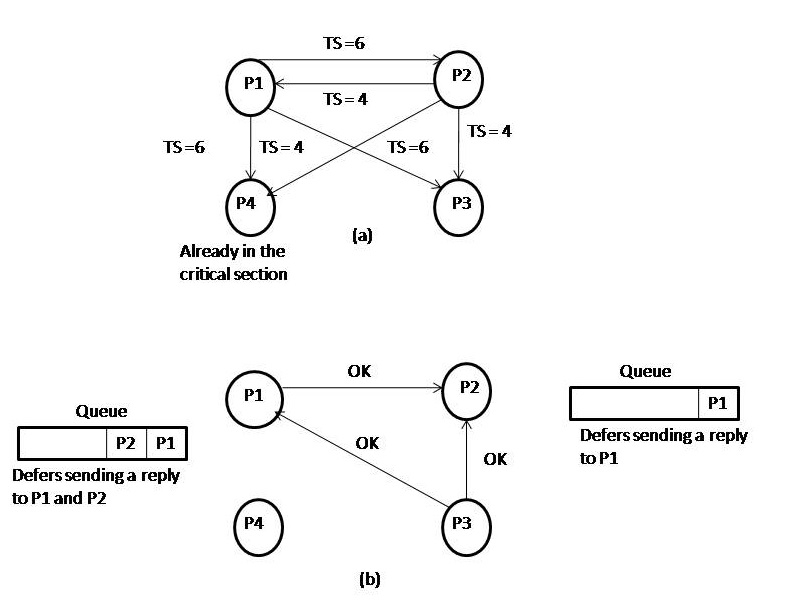 TS=6
P1
P2
TS= 4
TS= 4
TS=6
TS= 4
TS=6
P4
P3
(a)
Already in the
critical section
OK
Queue
P1
P2
P1
Queue
P2 P1
OK
Defers sending a reply
to P1
OK
Defers sending a reply
to P1 and P2
P4
P3
(b)